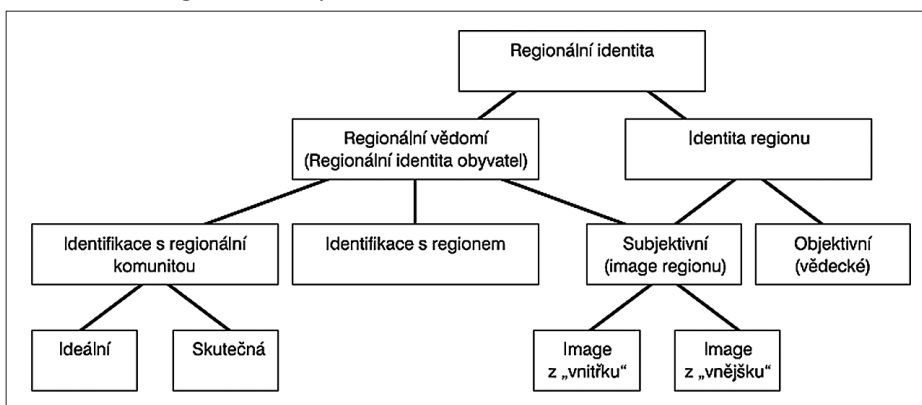 Regionální identita
Regionální vědomí
(Regionální identita obyvatel)
Identita regionu
Identifikace s regionální
komunitou
Identifikace s regionem
Subjektivní
(image regionu)
Objektivní
(vědecké)
Ideální
Skutečná
Image
z „vnitřku“
Image
z „vnějšku“